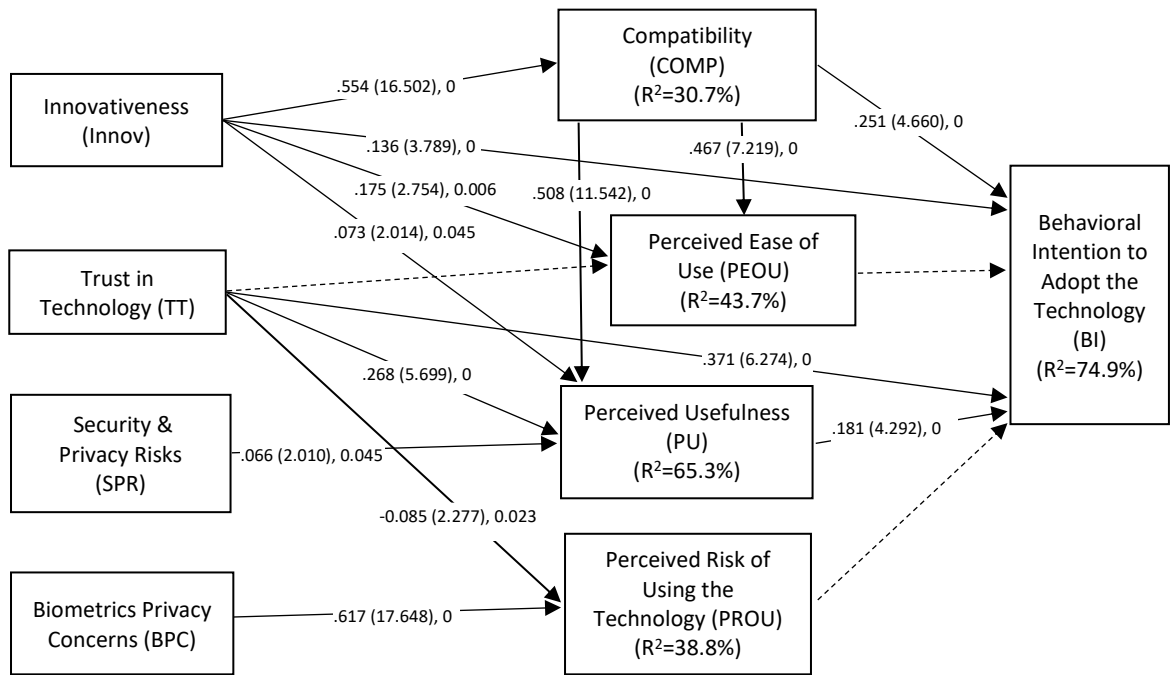 Innovativeness
(Innov)
Trust in
Technology (TT)
Security &
Privacy Risks
(SPR)
Biometrics Privacy
Concerns (BPC)
.554 (16.502), 0
.136 (3.789), 0
.175 (2.754), 0.006
.073 (2.014), 0.045
.268 (5.699), 0
.066 (2.010), 0.045
-0.085 (2.277), 0.023
.617 (17.648), 0
Compatibility
(COMP)
(R²=30.7%)
.467 (7.219), 0
.508 (11.542), 0
Perceived Ease of
Use (PEOU)
(R²=43.7%)
Perceived Usefulness
(PU)
(R²=65.3%)
Perceived Risk of
Using the
Technology (PROU)
(R²=38.8%)
.251 (4.660), 0
.371 (6.274), 0
.181 (4.292), 0
Behavioral
Intention to
Adopt the
Technology
(BI)
(R²=74.9%)